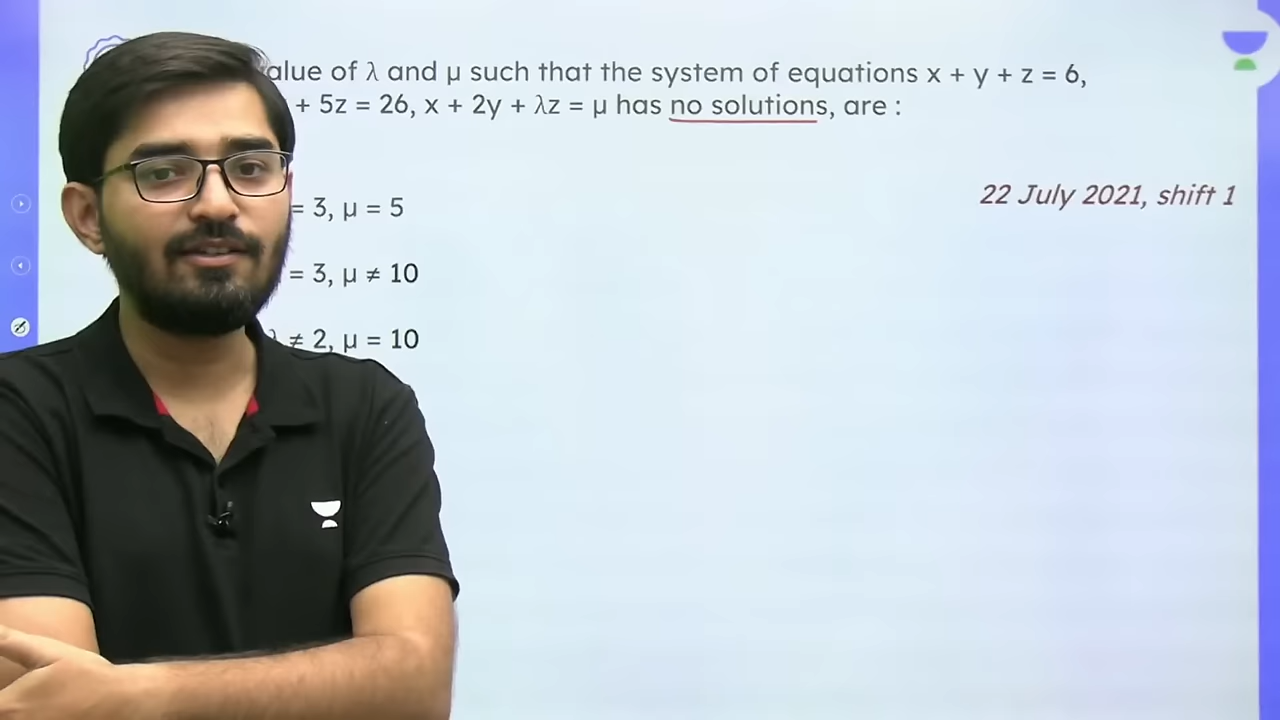 of λ and μ such that the system of equations x + y + z = 6,
+ 5z = 26, x + 2y + λz = μ has no solutions, are :
22 July 2021, shift 1
= 3, μ = 5
= 3, μ ≠ 10
≠ 2, μ = 10